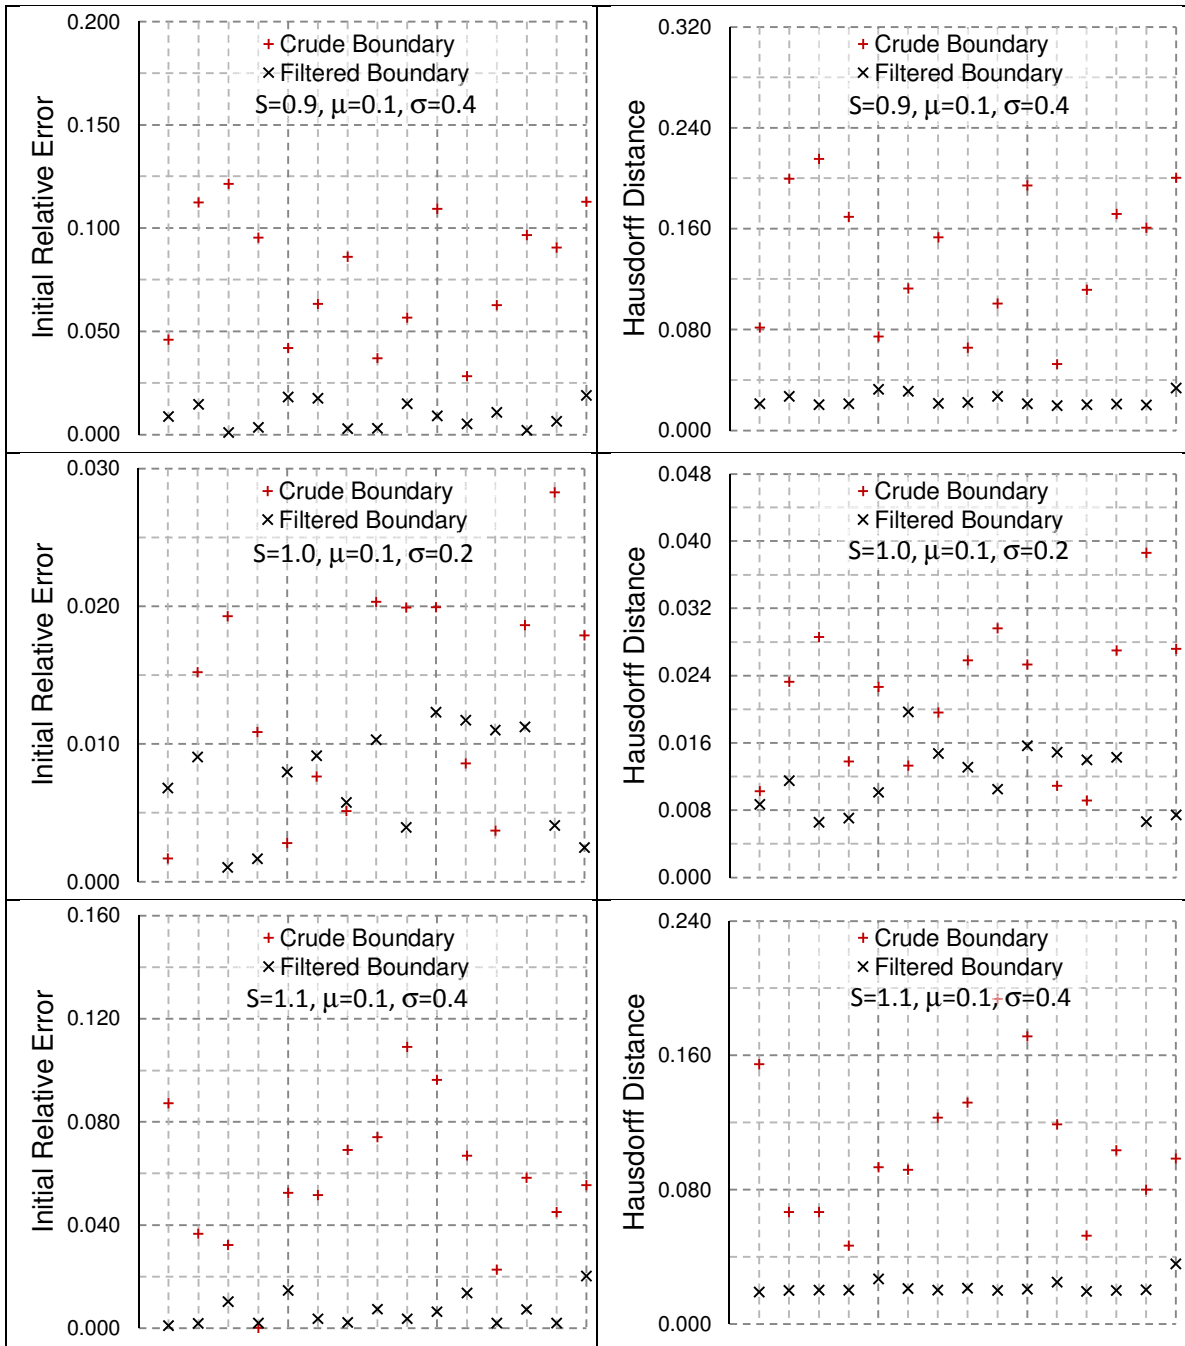 0.200
Crude Boundary
Filtered Boundary
S=0.9, μ=0.1, σ=0.4
0.150
0.100
0.050
0.000
Initial Relative Error
0.320
Crude Boundary
Filtered Boundary
S=0.9, μ=0.1, σ=0.4
0.240
0.160
0.080
0.000
Hausdorff Distance
0.030
Crude Boundary
Filtered Boundary
S=1.0, μ=0.1, σ=0.2
0.020
0.010
0.000
Initial Relative Error
0.048
Crude Boundary
Filtered Boundary
S=1.0, μ=0.1, σ=0.2
0.040
0.032
0.024
0.016
0.008
0.000
Hausdorff Distance
0.160
Crude Boundary
Filtered Boundary
S=1.1, μ=0.1, σ=0.4
0.120
0.080
0.040
0.000
Initial Relative Error
0.240
Crude Boundary
Filtered Boundary
S=1.1, μ=0.1, σ=0.4
0.160
0.080
0.000
Hausdorff Distance